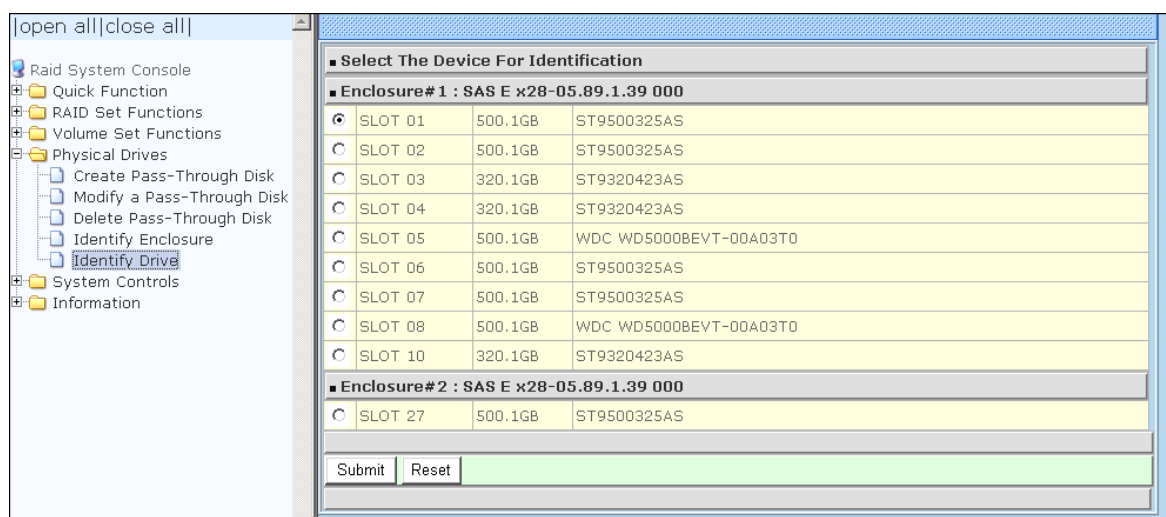 |open all|close all|
Raid System Console
Quick Function
RAID Set Functions
Volume Set Functions
Physical Drives
Create Pass-Through Disk
Modify a Pass-Through Disk
Delete Pass-Through Disk
Identify Enclosure
Identify Drive
System Controls
Information
Select The Device For Identification
Enclosure#1 : SAS E x28-05.89.1.39 000
SLOT 01 500.1GB ST9500325AS
SLOT 02 500.1GB ST9500325AS
SLOT 03 320.1GB ST9320423AS
SLOT 04 320.1GB ST9320423AS
SLOT 05 500.1GB WDC WD5000BEVT-00A03T0
SLOT 06 500.1GB ST9500325AS
SLOT 07 500.1GB ST9500325AS
SLOT 08 500.1GB WDC WD5000BEVT-00A03T0
SLOT 10 320.1GB ST9320423AS
Enclosure#2 : SAS E x28-05.89.1.39 000
SLOT 27 500.1GB ST9500325AS
Submit Reset